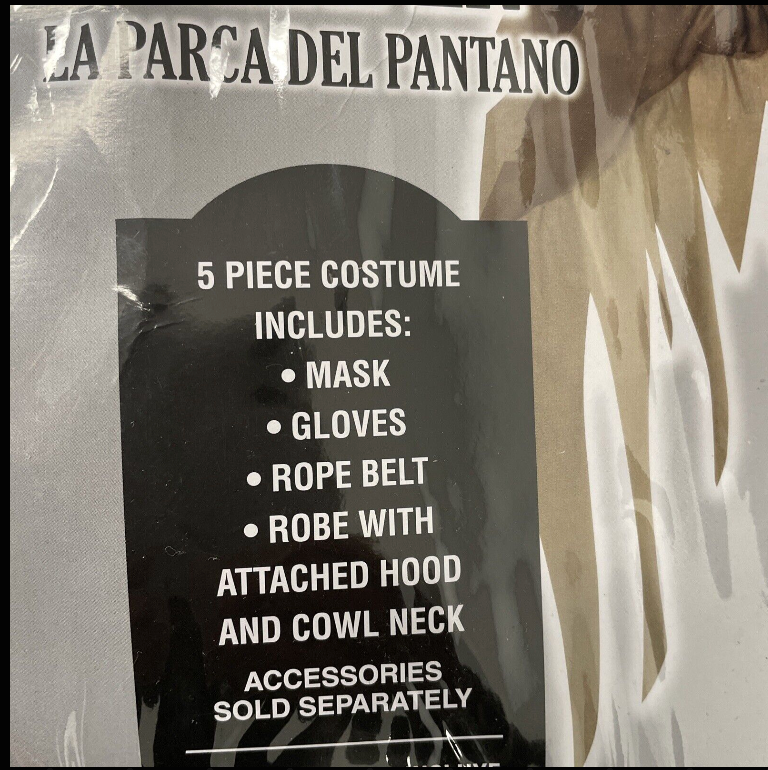 LA PARCA DEL PANTANO
5 PIECE COSTUME
INCLUDES:
• MASK
• GLOVES
• ROPE BELT
• ROBE WITH
ATTACHED HOOD
AND COWL NECK
ACCESSORIES
SOLD SEPARATELY